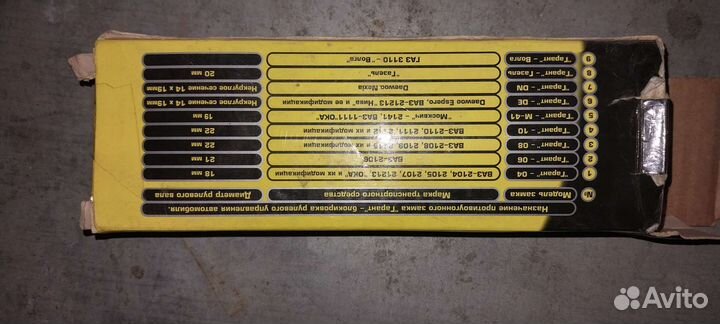 Назначение противоугонного замка "Гарант"- блокировка рулевого управления автомобиля.
№ Модель замка Марка транспортного средства Диаметр рулевого вала
1 "Гарант" - 04 ВАЗ-2104, 2105, 2107, 21213 "ОКА" и их модификации 18 мм
2 "Гарант" - 06 ВАЗ-2106 21 мм
3 "Гарант" - 08 ВАЗ-2108, 2109, 2115 и их модификации 22 мм
4 "Гарант" - 10 ВАЗ-2110, 2111, 2112 и их модификации 22 мм
5 "Гарант" - М-41 "Москвич - 2141, ВАЗ-1111"ОКА" 19 мм
6 "Гарант" - DE Daewoo Espero, ВАЗ-21213 "Нива" ее и модификации Некруглое сечение 14 x 19мм
7 "Гарант" - DN Daewoo Nexia Некруглое сечение 14 x 19мм
8 "Гарант" - "Газель" "Газель" 20 мм
9 "Гарант" - "Волга" ГАЗ 3110 - "Волга"
Avito